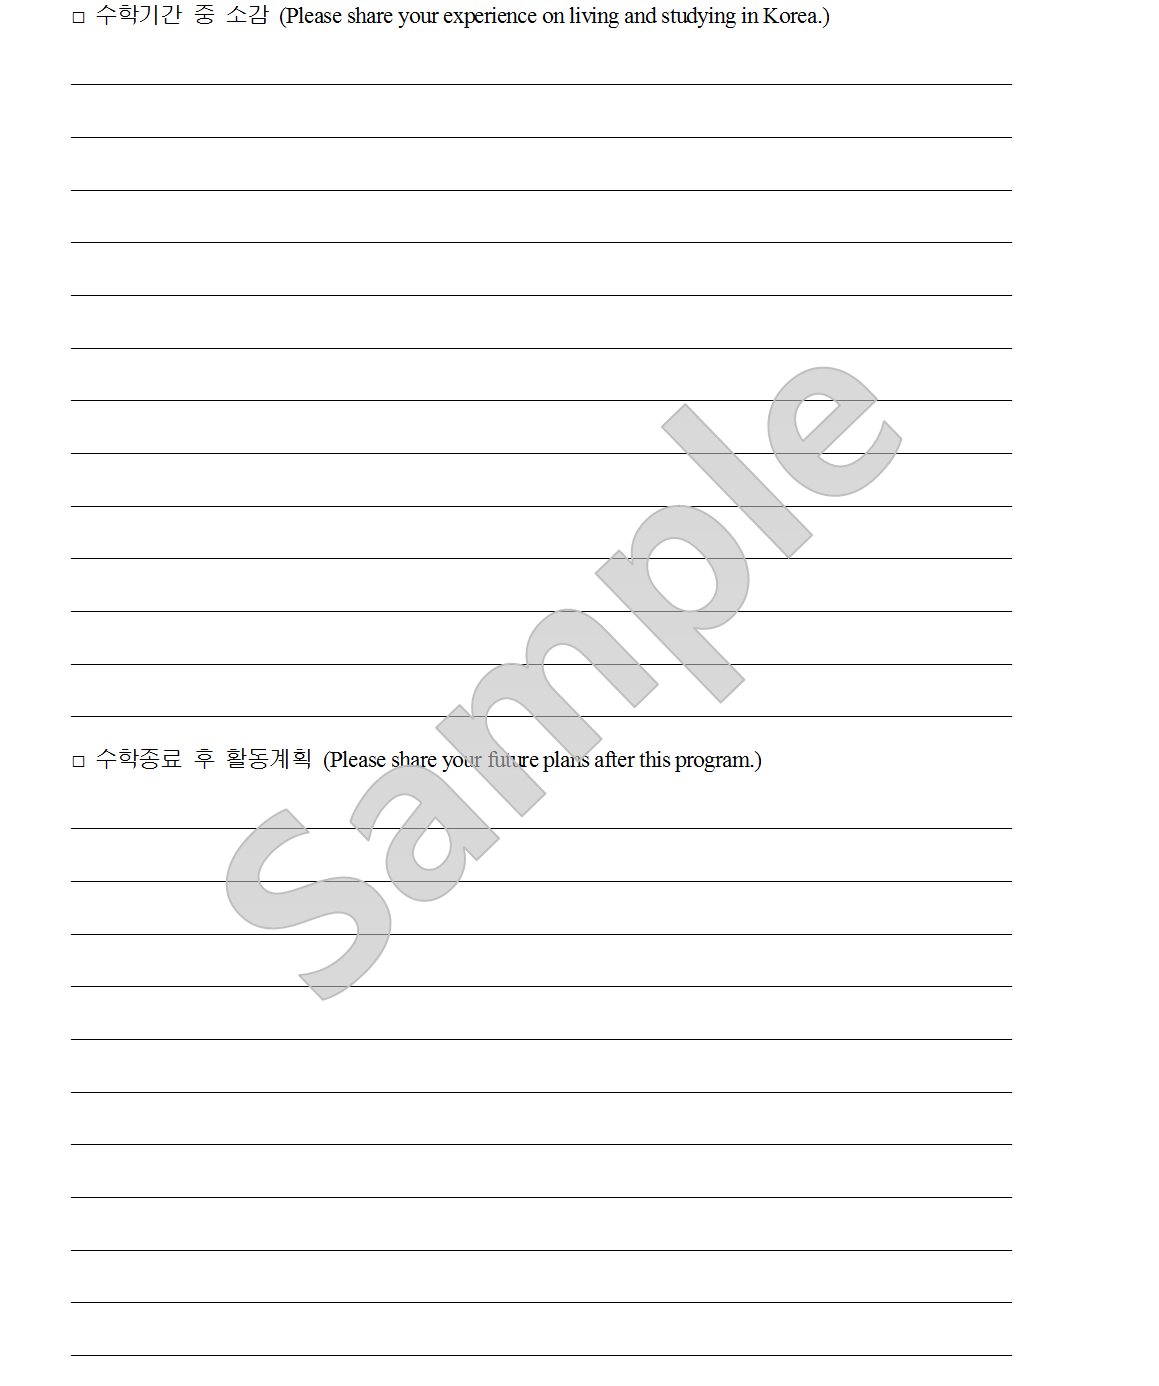 □ 수학기간 중 소감 (Please share your experience on living and studying in Korea.)
□ 수학종료 후 활동계획 (Please share your future plans after this program.)
Sample